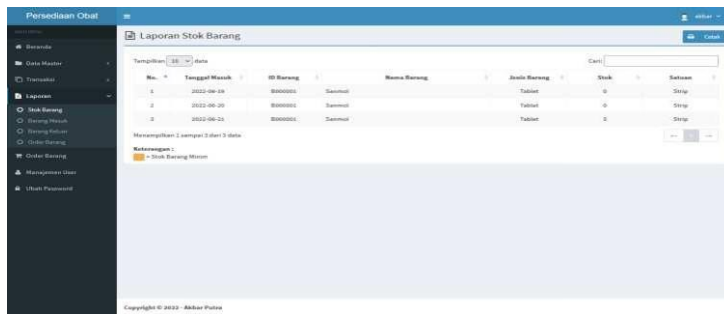 Persediaan Obat
akbar
Beranda
Data Master
Transaksi
Laporan
Stok Barang
Barang Masuk
Barang Keluar
Order Barang
Order Barang
Manajemen User
Ubah Password
Laporan Stok Barang
Cetak
Tampilkan 10 data
Cari:
No. Tanggal Masuk ID Barang Nama Barang Jenis Barang Stok Satuan
1 2022-06-19 B000001 Sanmol Tablet 0 Strip
2 2022-06-20 B000001 Sanmol Tablet 0 Strip
3 2022-06-21 B000001 Sanmol Tablet Strip
Menampilkan 1 sampai 3 dari 3 data
1
Keterangan :
= Stok Barang Minim
Copyright © 2022 - Akbar Putra